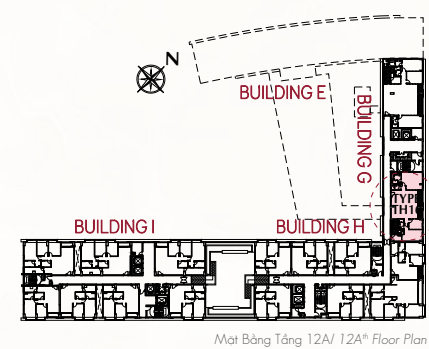 N
BUILDING E
BUILDING G
TYPE
TH1
BUILDING I
BUILDING H
Mặt Bằng Tầng 12A/ 12Aᵗʰ Floor Plan